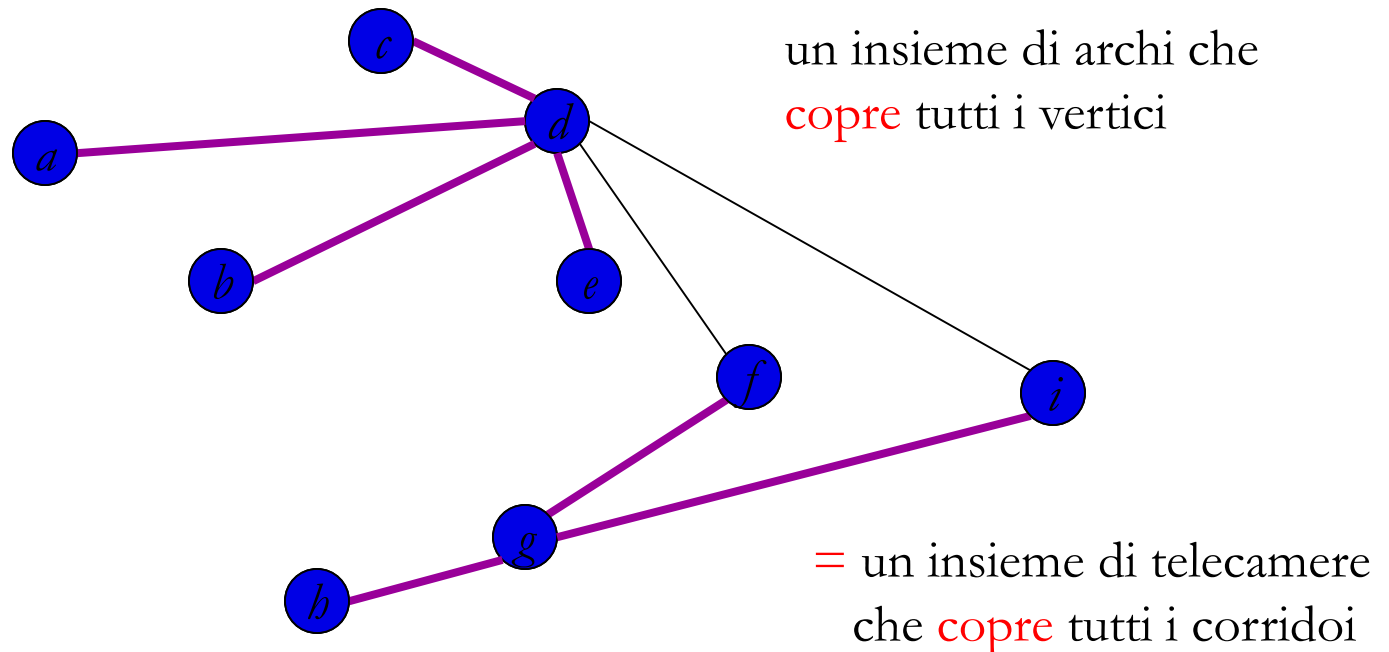 c
un insieme di archi che
copre tutti i vertici
d
a
b
e
f
i
g
= un insieme di telecamere
h
che copre tutti i corridoi